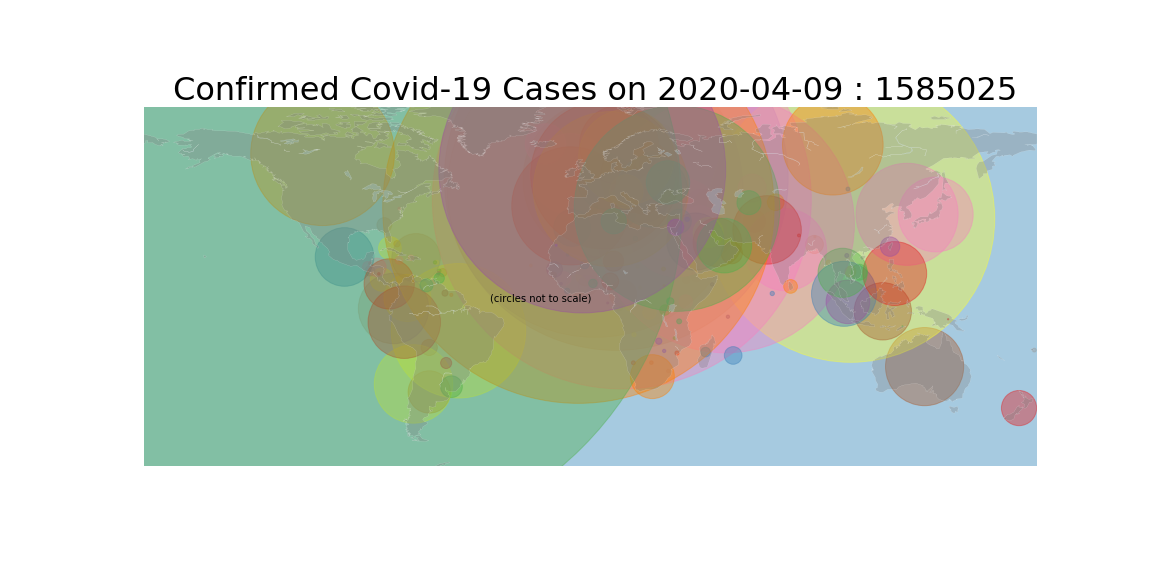 Confirmed Covid-19 Cases on 2020-04-09 : 1585025
(circles not to scale)